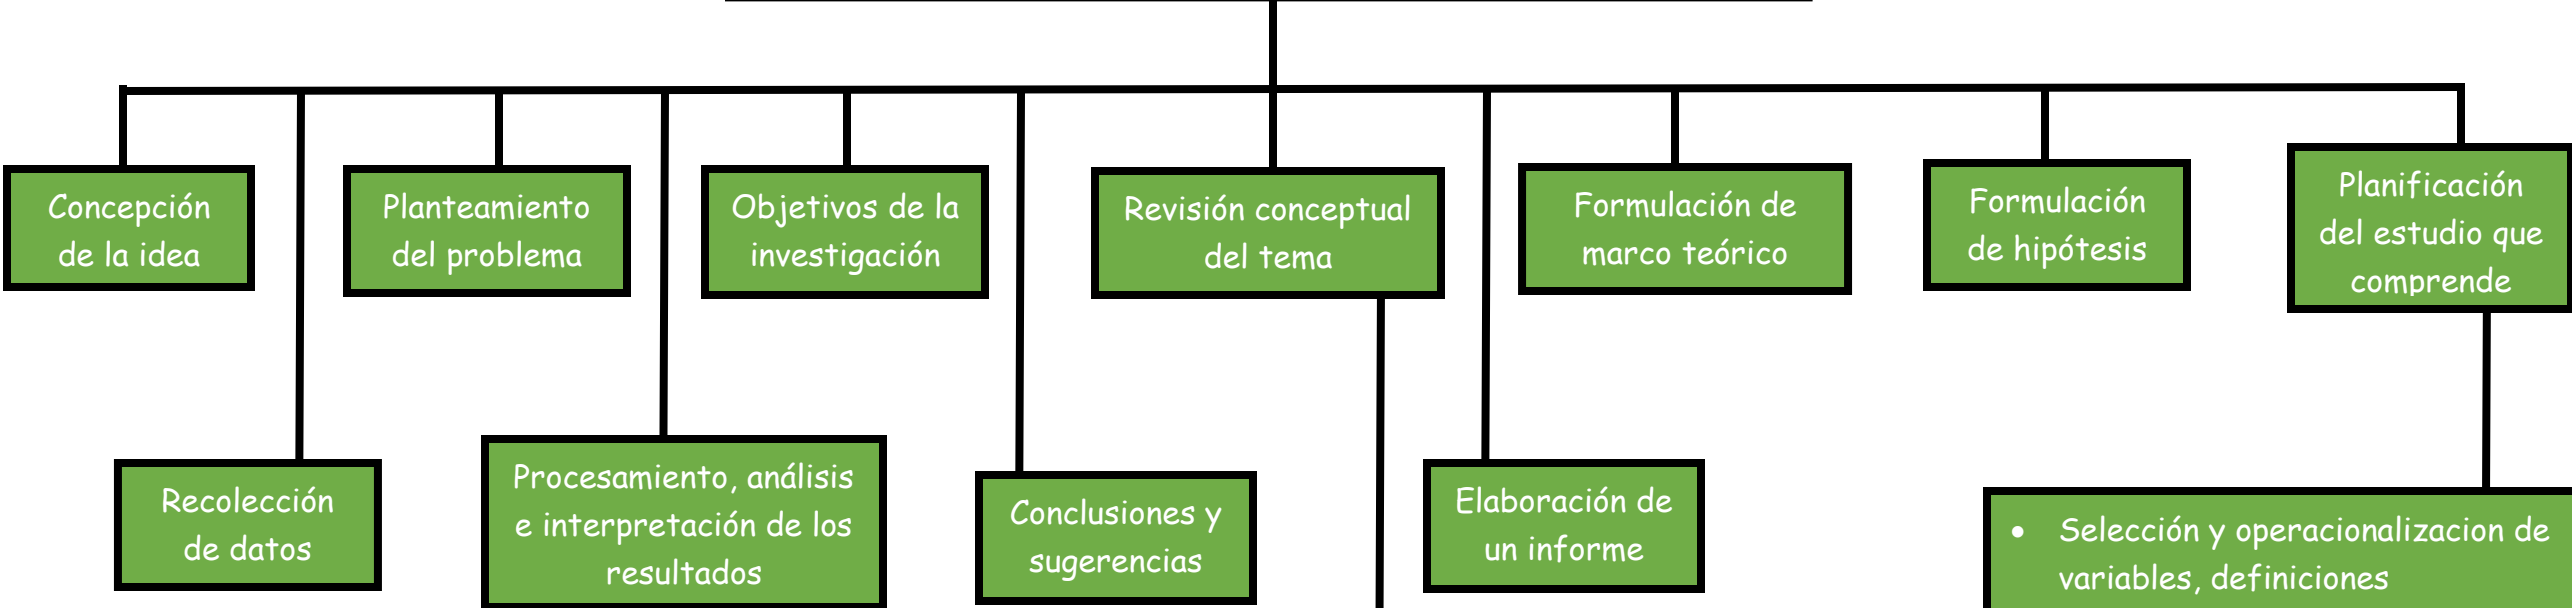 Concepción
de la idea
Planteamiento
del problema
Objetivos de la
investigación
Revisión conceptual
del tema
Formulación de
marco teórico
Formulación
de hipótesis
Planificación
del estudio que
comprende
Recolección
de datos
Procesamiento, análisis
e interpretación de los
resultados
Conclusiones y
sugerencias
Elaboración de
un informe
• Selección y operacionalizacion de
variables, definiciones